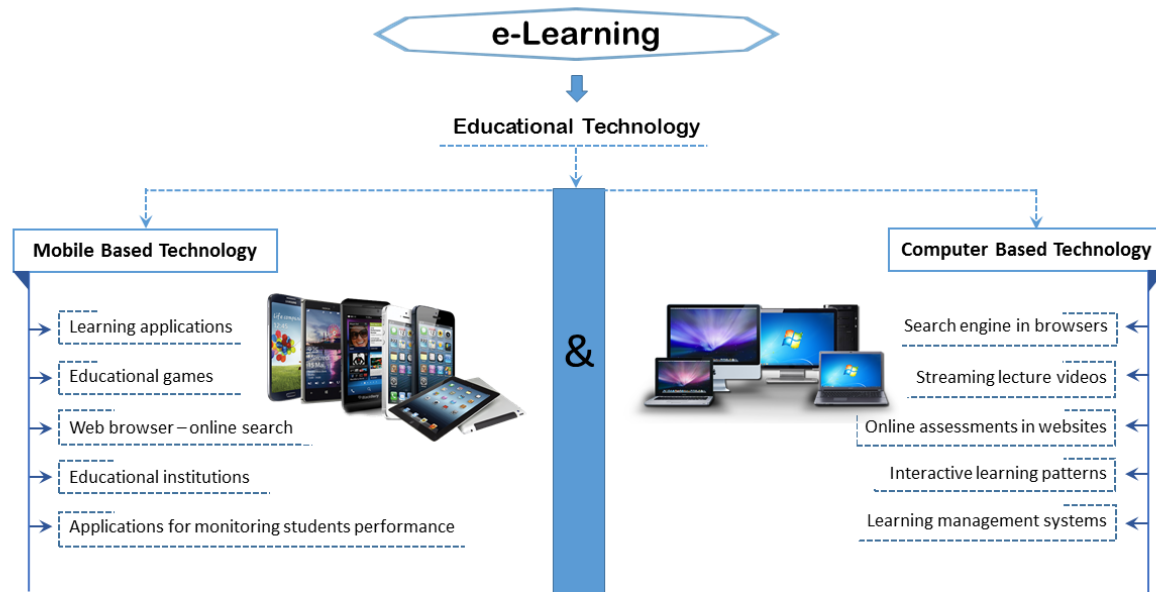 e-Learning
Educational Technology
Mobile Based Technology
Learning applications
Educational games
Web browser – online search
Educational institutions
Applications for monitoring students performance
&
Computer Based Technology
Search engine in browsers
Streaming lecture videos
Online assessments in websites
Interactive learning patterns
Learning management systems